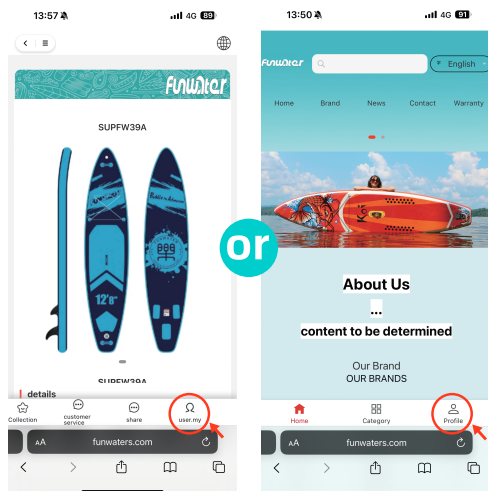 13:57
4G 89
funwater
SUPFW39A
12'8"
SUPFW39A
details
Collection
customer service
share
user.my
AA
funwaters.com
or
13:50
4G 91
funwater
English
Home
Brand
News
Contact
Warranty
Koi
About Us
...
content to be determined
Our Brand
OUR BRANDS
Home
Category
Profile
AA
funwaters.com